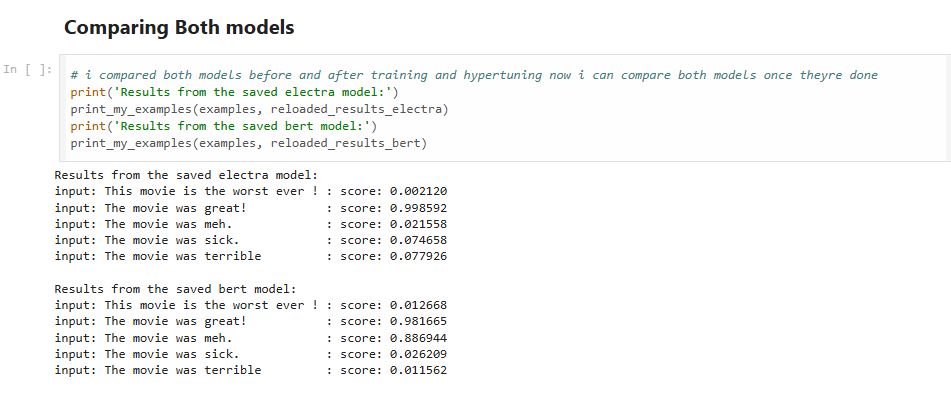 Comparing Both models
In [ ]:
# i compared both models before and after training and hypertuning now i can compare both models once theyre done
print('Results from the saved electra model:')
print_my_examples(examples, reloaded_results_electra)
print('Results from the saved bert model:')
print_my_examples(examples, reloaded_results_bert)
Results from the saved electra model:
input: This movie is the worst ever ! : score: 0.002120
input: The movie was great!           : score: 0.998592
input: The movie was meh.             : score: 0.021558
input: The movie was sick.            : score: 0.074658
input: The movie was terrible         : score: 0.077926
Results from the saved bert model:
input: This movie is the worst ever ! : score: 0.012668
input: The movie was great!           : score: 0.981665
input: The movie was meh.             : score: 0.886944
input: The movie was sick.            : score: 0.026209
input: The movie was terrible         : score: 0.011562